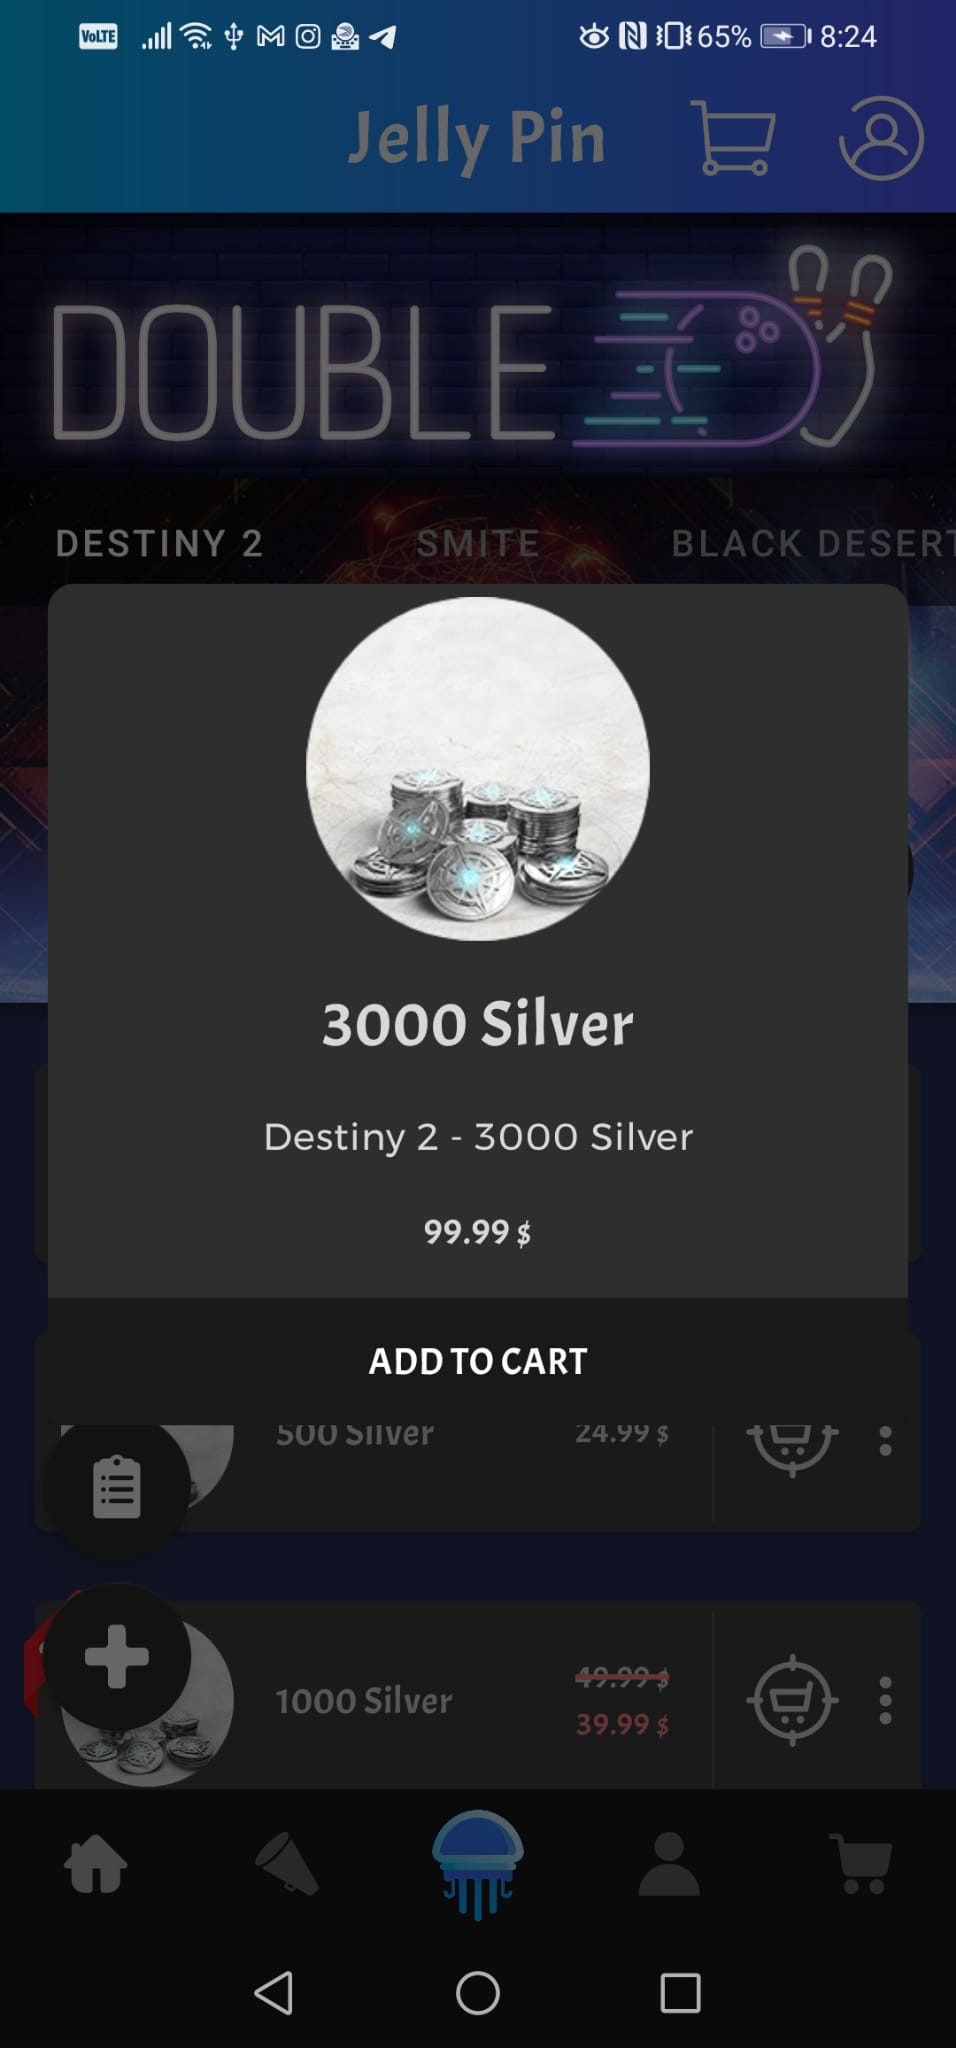 VoLTE 65% 8:24
Jelly Pin
DOUBLE
DESTINY 2 SMITE BLACK DESERT
3000 Silver
Destiny 2 - 3000 Silver
99.99 $
ADD TO CART
500 Silver 24.99 $
1000 Silver 49.99 $
39.99 $